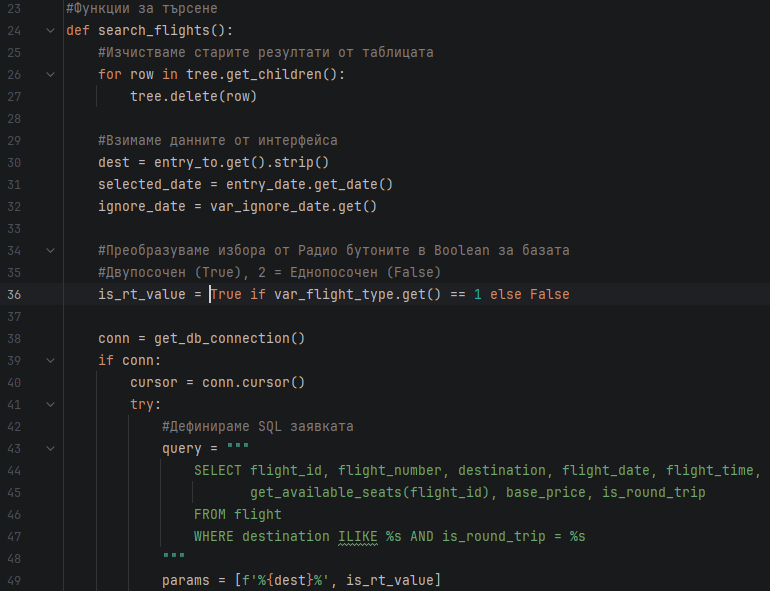 23 #Функции за търсене
24 def search_flights():
25 #Изчистваме старите резултати от таблицата
26 for row in tree.get_children():
27 tree.delete(row)
28
29 #Взимаме данните от интерфейса
30 dest = entry_to.get().strip()
31 selected_date = entry_date.get_date()
32 ignore_date = var_ignore_date.get()
33
34 #Преобразуваме избора от Радио бутоните в Boolean за базата
35 #Двупосочен (True), 2 = Еднопосочен (False)
36 is_rt_value = True if var_flight_type.get() == 1 else False
37
38 conn = get_db_connection()
39 if conn:
40 cursor = conn.cursor()
41 try:
42 #Дефинираме SQL заявката
43 query = """
44 SELECT flight_id, flight_number, destination, flight_date, flight_time,
45 get_available_seats(flight_id), base_price, is_round_trip
46 FROM flight
47 WHERE destination ILIKE %s AND is_round_trip = %s
48 """
49 params = [f'%{dest}%', is_rt_value]